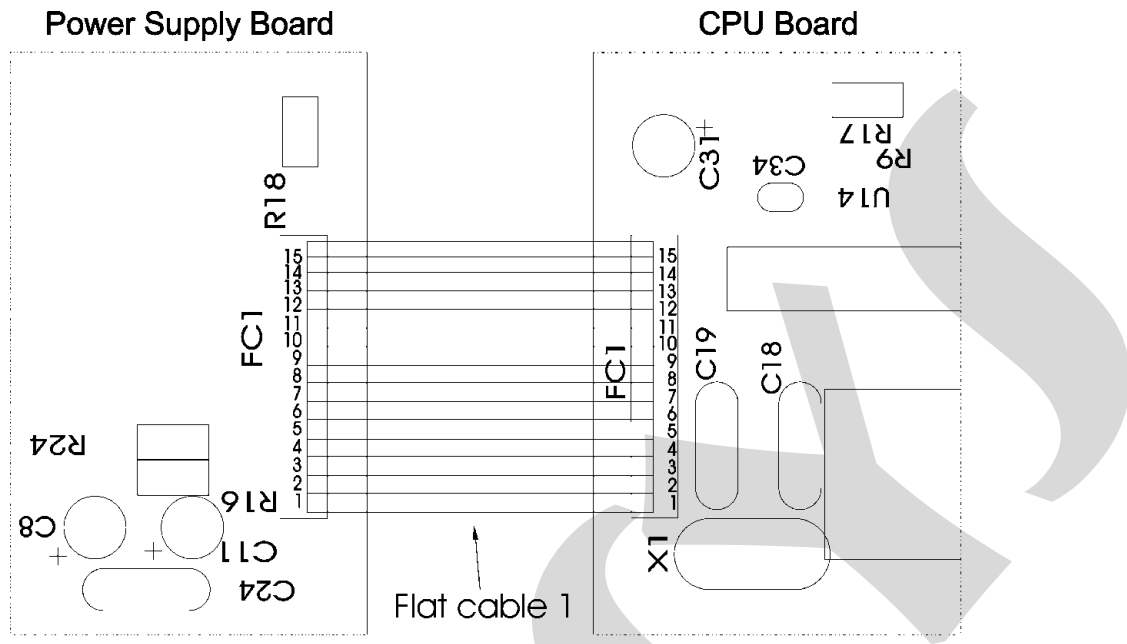 Power Supply Board
CPU Board
R18
C31
+
C34
R17
R9
U14
FC1
15
14
13
12
11
10
9
8
7
6
5
4
3
2
1
FC1
15
14
13
12
11
10
9
8
7
6
5
4
3
2
1
C19
C18
R24
R16
C8
+
+
C11
C24
X1
Flat cable 1